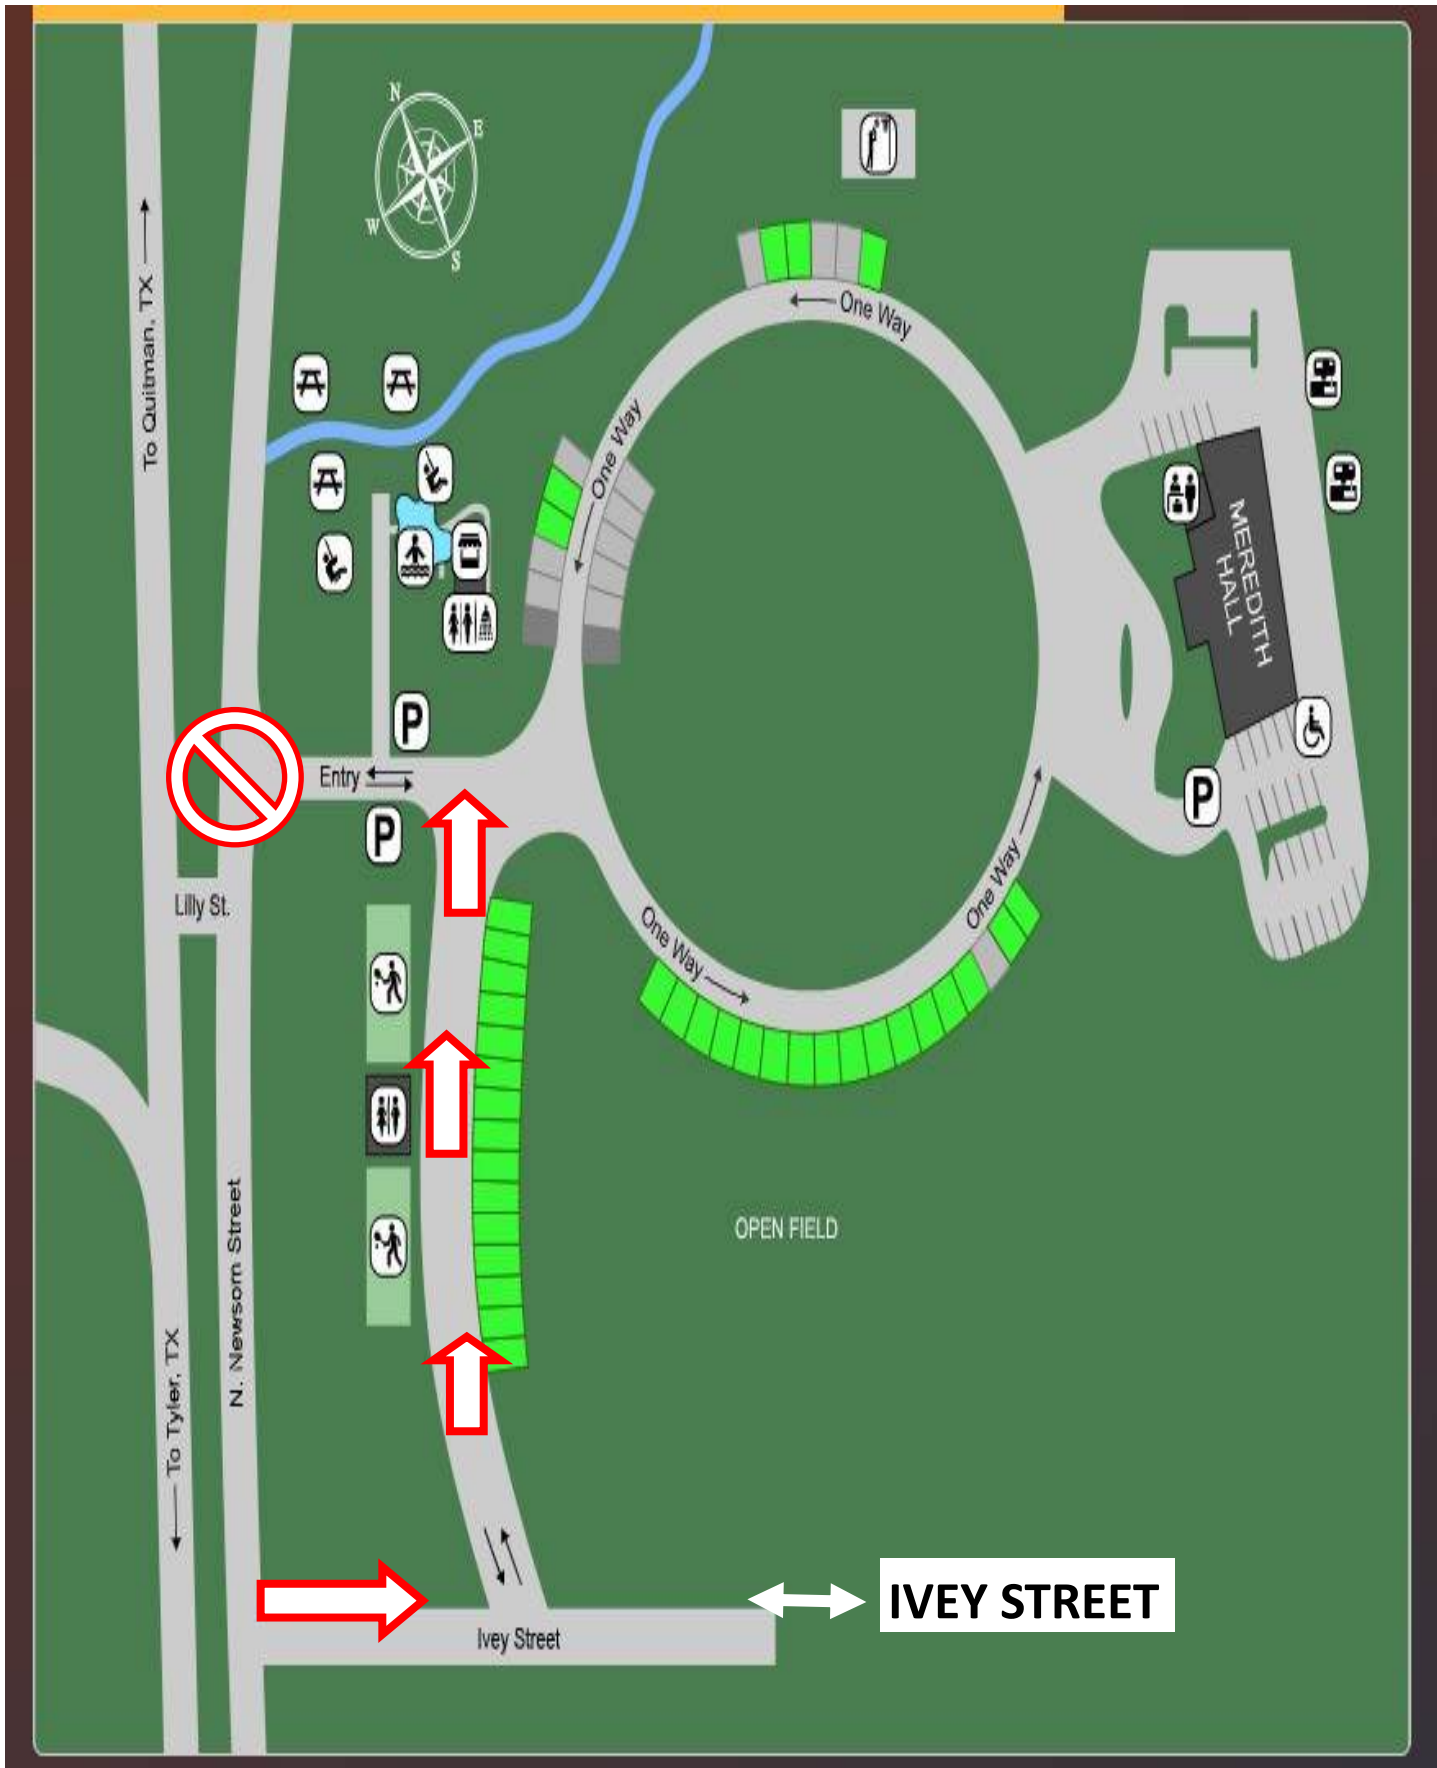 N
E
W
S
To Quitman, TX
One Way
One Way
MEREDITH
HALL
P
Entry
P
P
Lilly St.
One Way
One Way
N. Newsom Street
OPEN FIELD
To Tyler, TX
IVEY STREET
Ivey Street